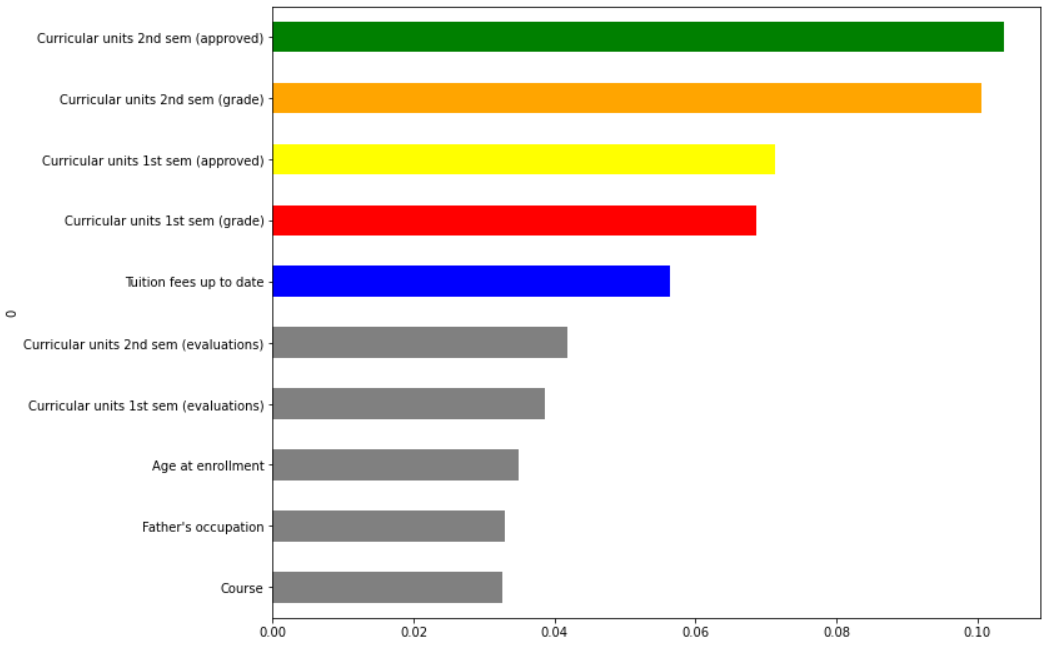 Curricular units 2nd sem (approved)
Curricular units 2nd sem (grade)
Curricular units 1st sem (approved)
Curricular units 1st sem (grade)
Tuition fees up to date
0
Curricular units 2nd sem (evaluations)
Curricular units 1st sem (evaluations)
Age at enrollment
Father's occupation
Course
0.00 0.02 0.04 0.06 0.08 0.10